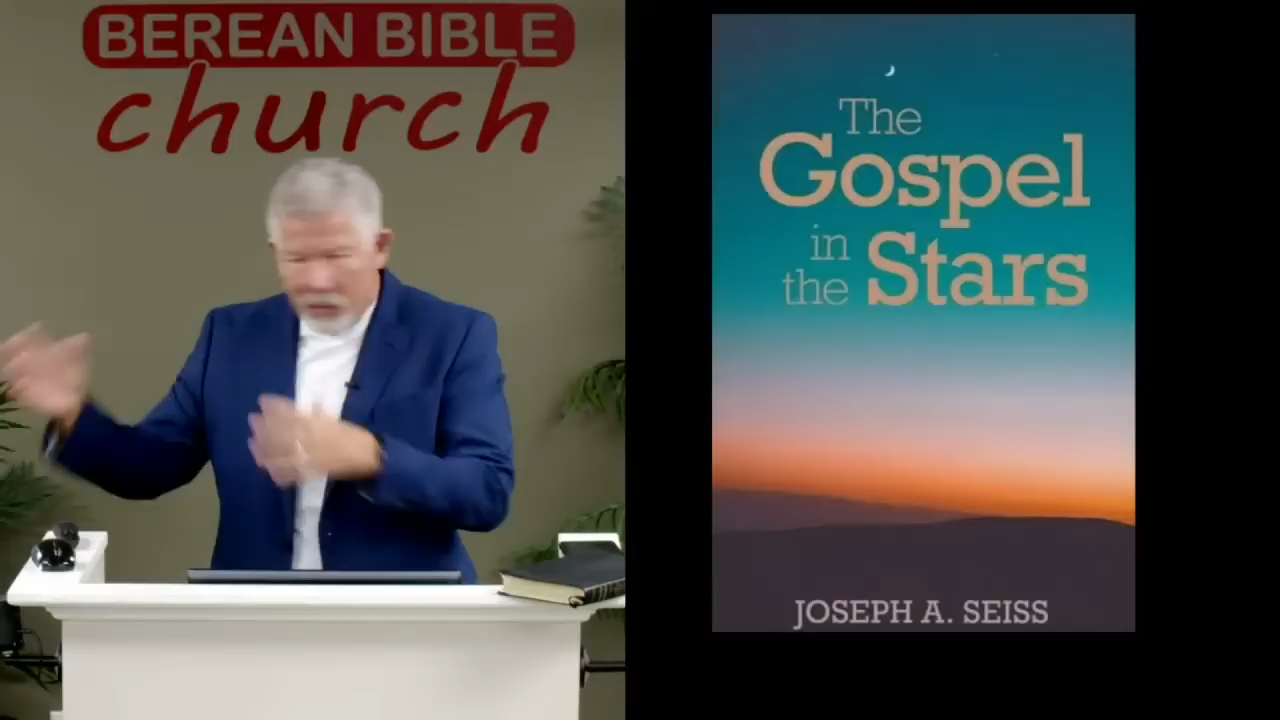 BEREAN BIBLE
church
The
Gospel
in
the Stars
JOSEPH A. SEISS